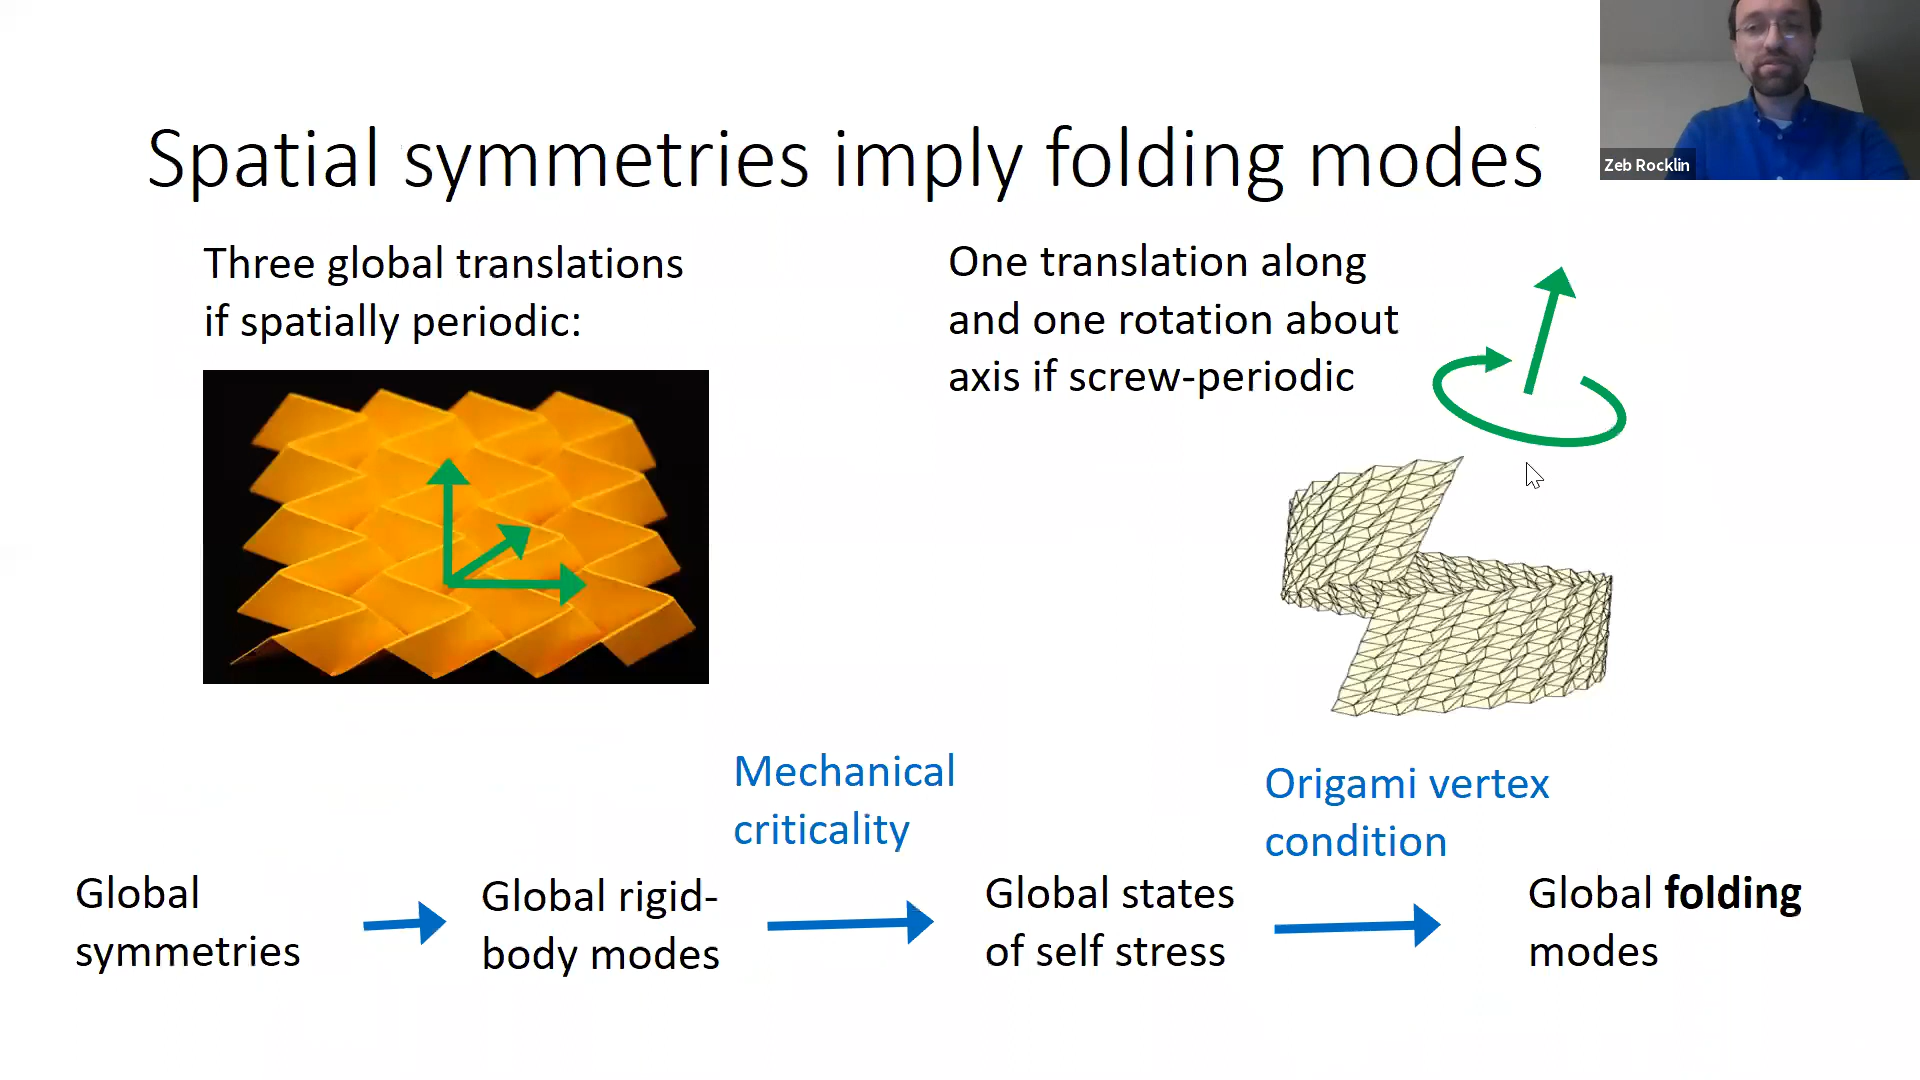 Spatial symmetries imply folding modes
Zeb Rocklin
Three global translations
if spatially periodic:
One translation along
and one rotation about
axis if screw-periodic
Mechanical
criticality
Origami vertex
condition
Global
symmetries
Global rigid-
body modes
Global states
of self stress
Global folding
modes